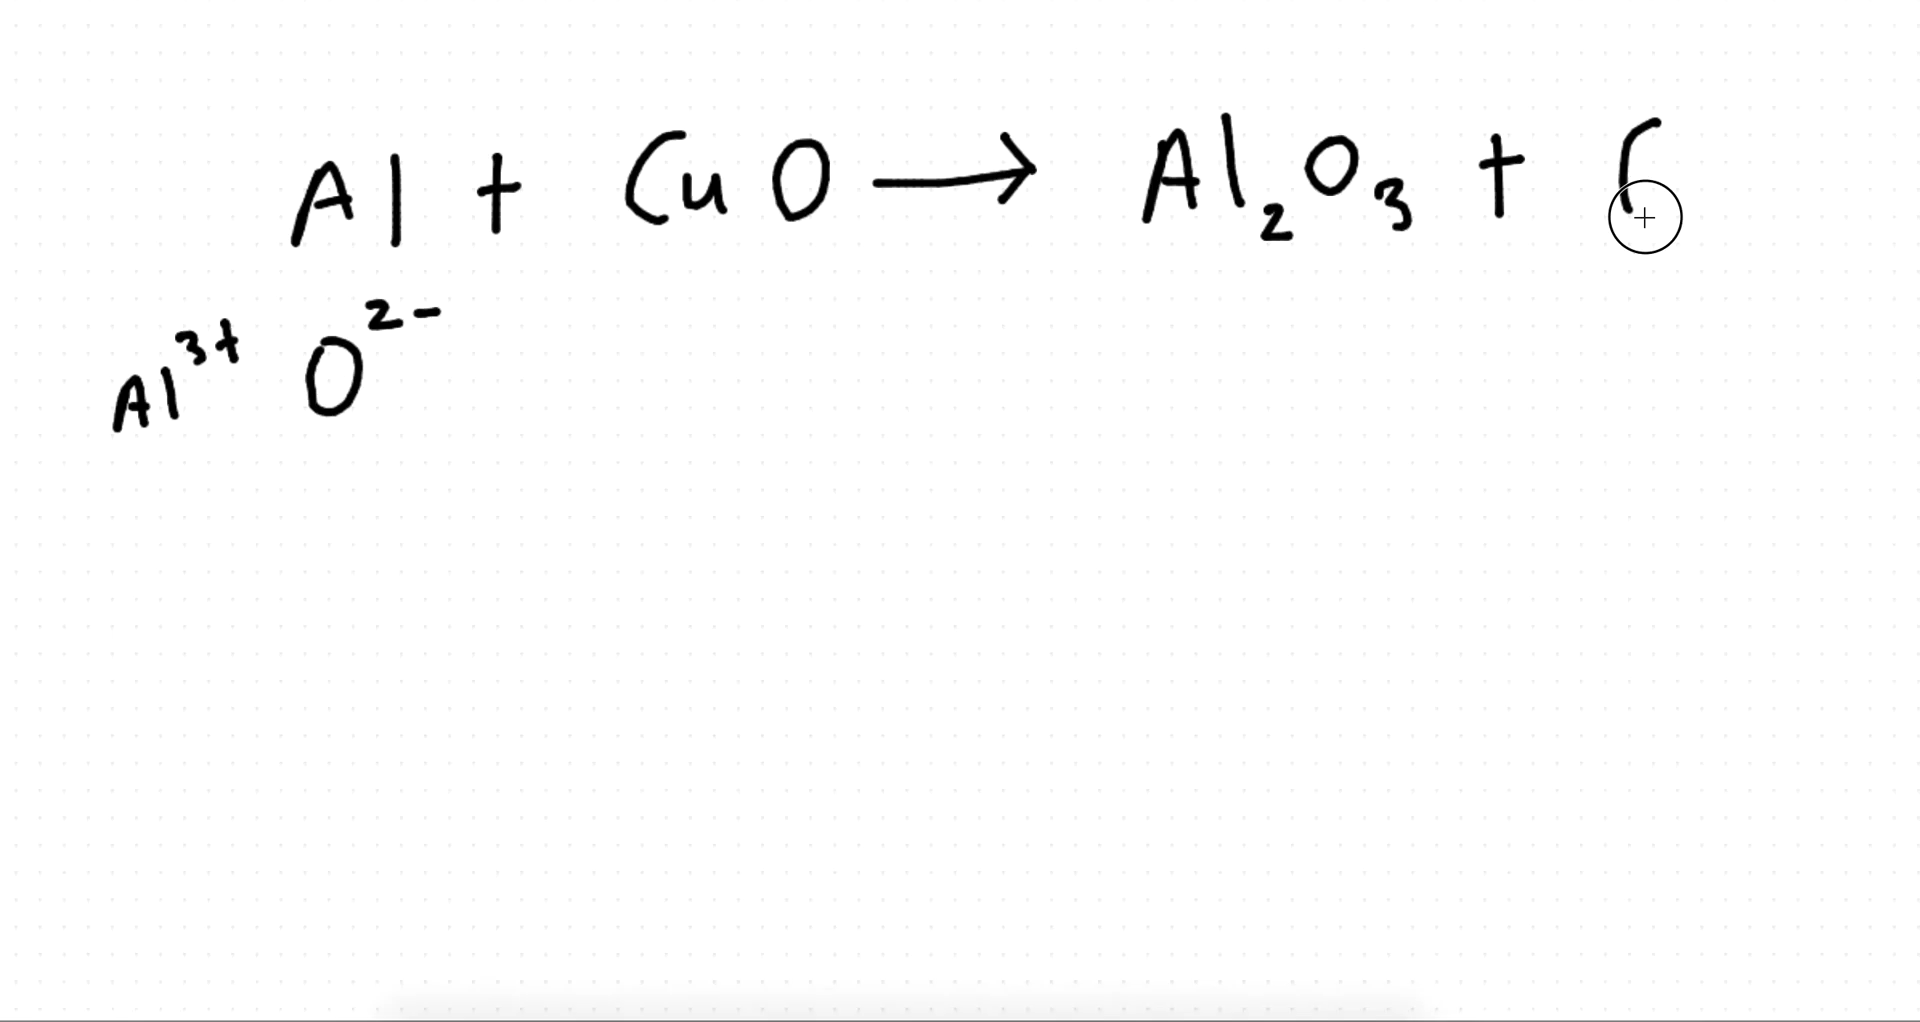 Al + CuO → Al₂O₃ + C
Al³⁺ O²⁻